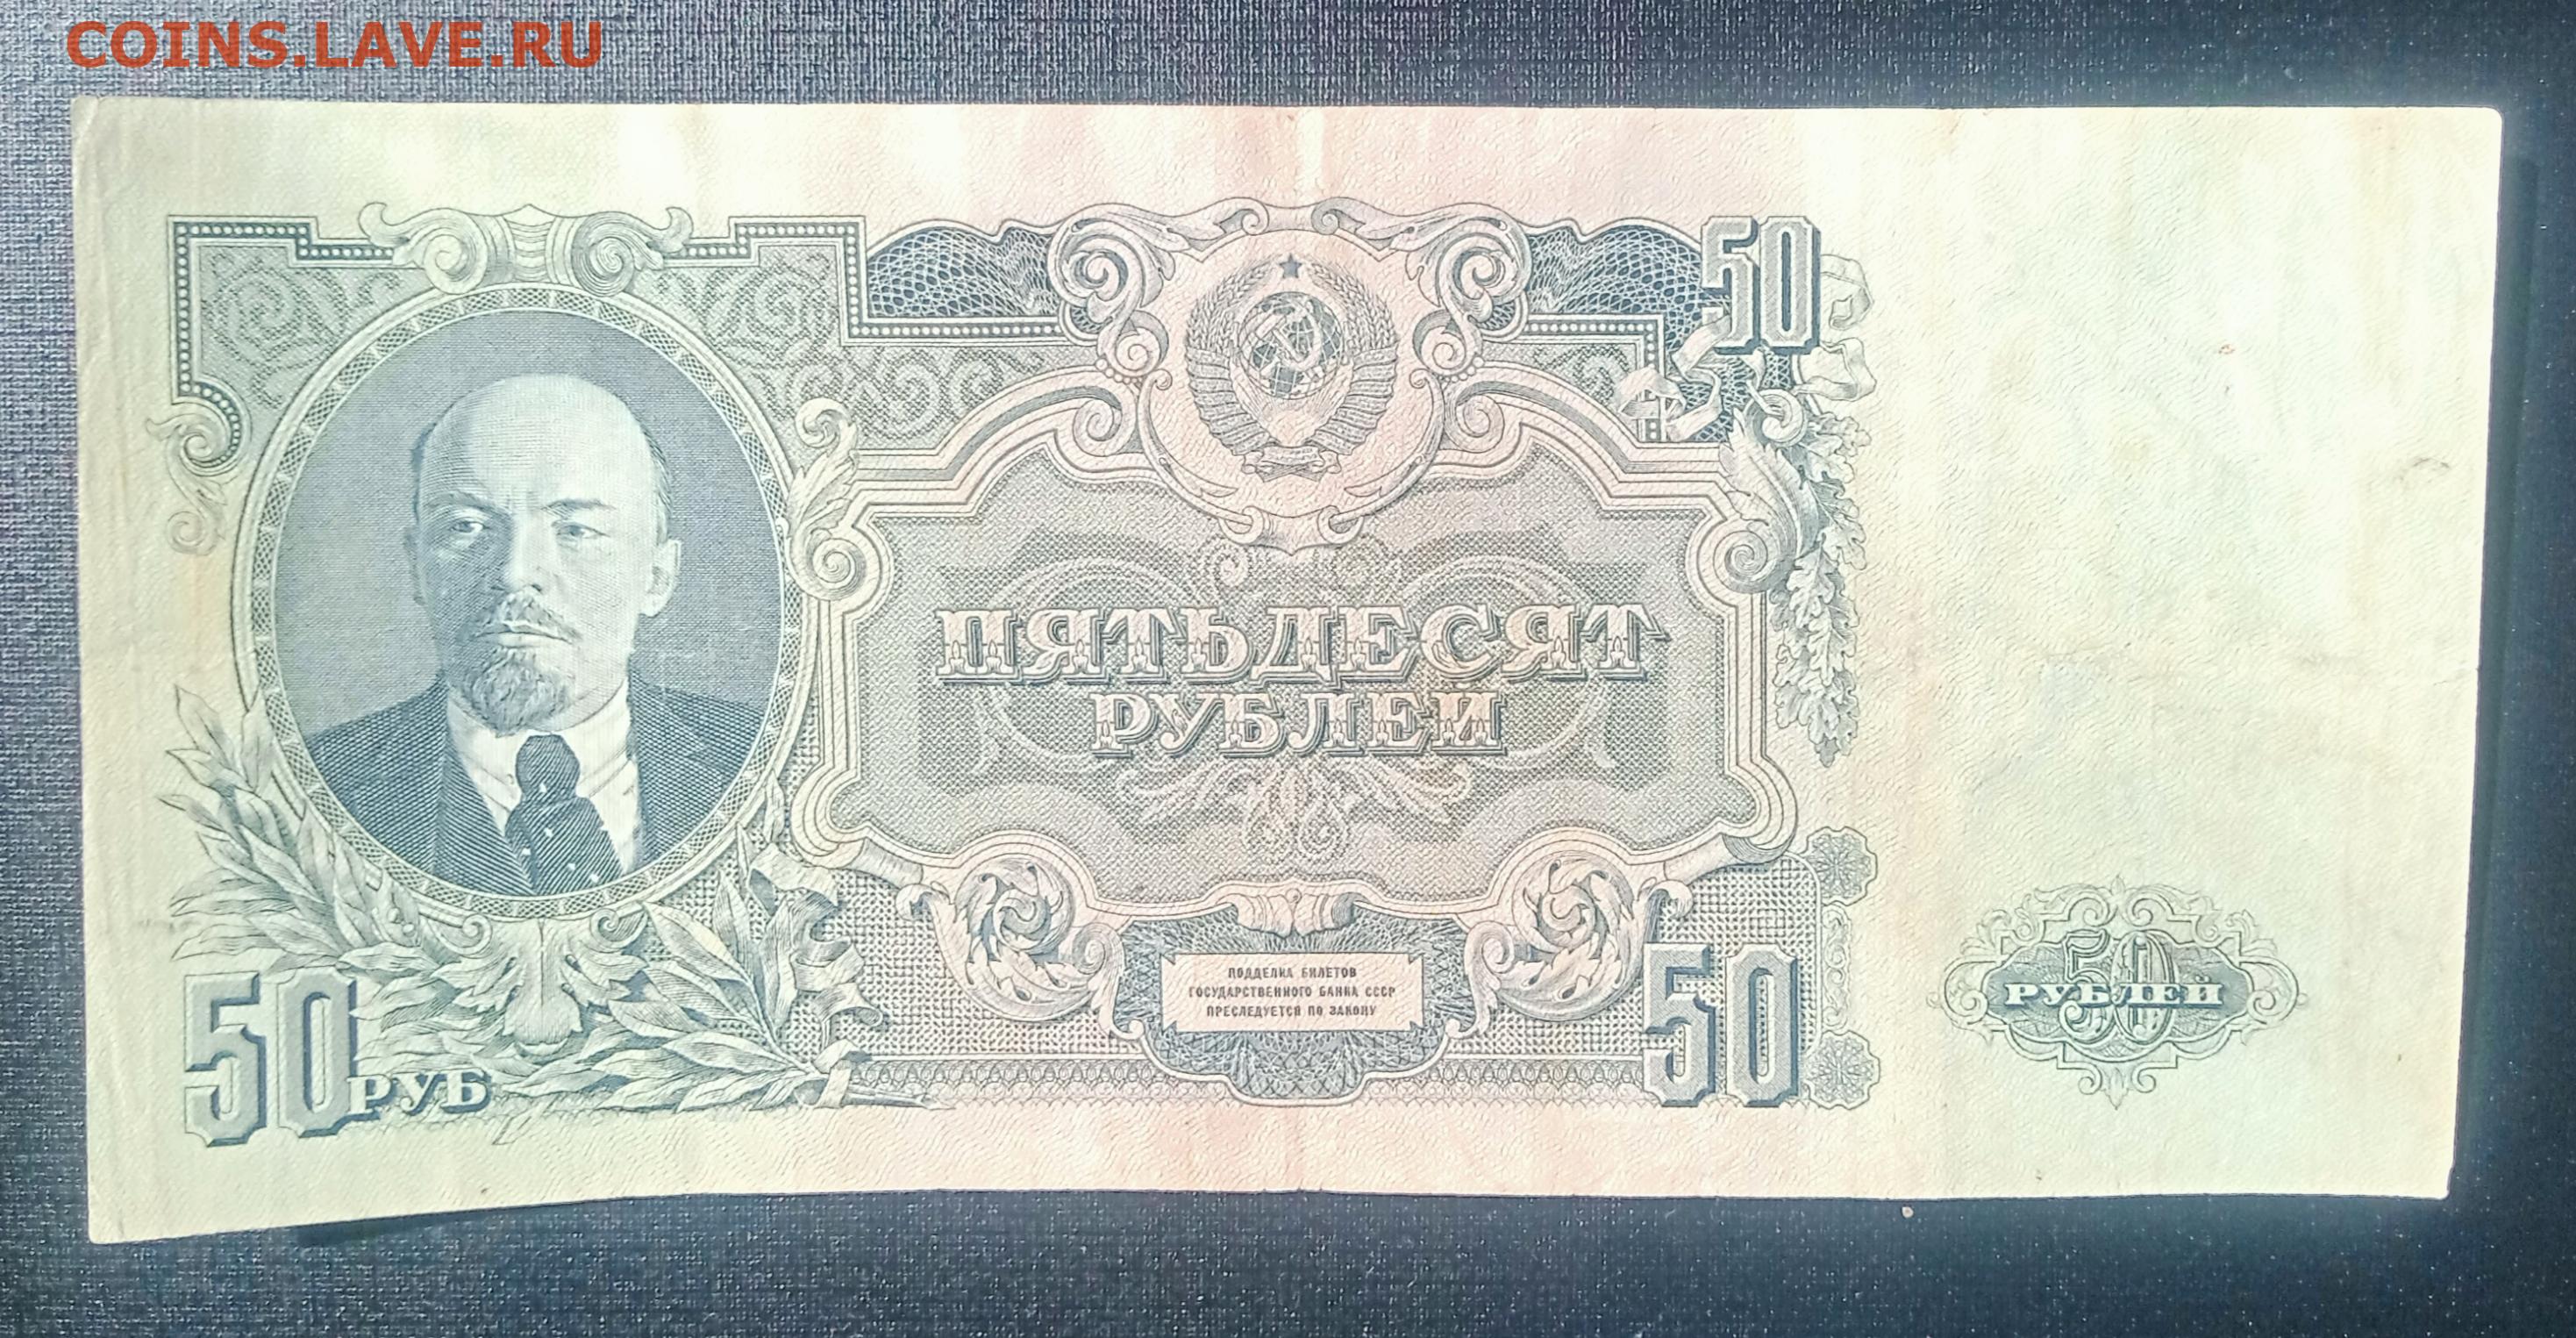 COINS.LAVE.RU
50
ПЯТЬДЕСЯТ
РУБЛЕЙ
ПОДДЕЛКА БИЛЕТОВ
ГОСУДАРСТВЕННОГО БАНКА СССР
ПРЕСЛЕДУЕТСЯ ПО ЗАКОНУ
50 РУБ
50
50
РУБЛЕЙ